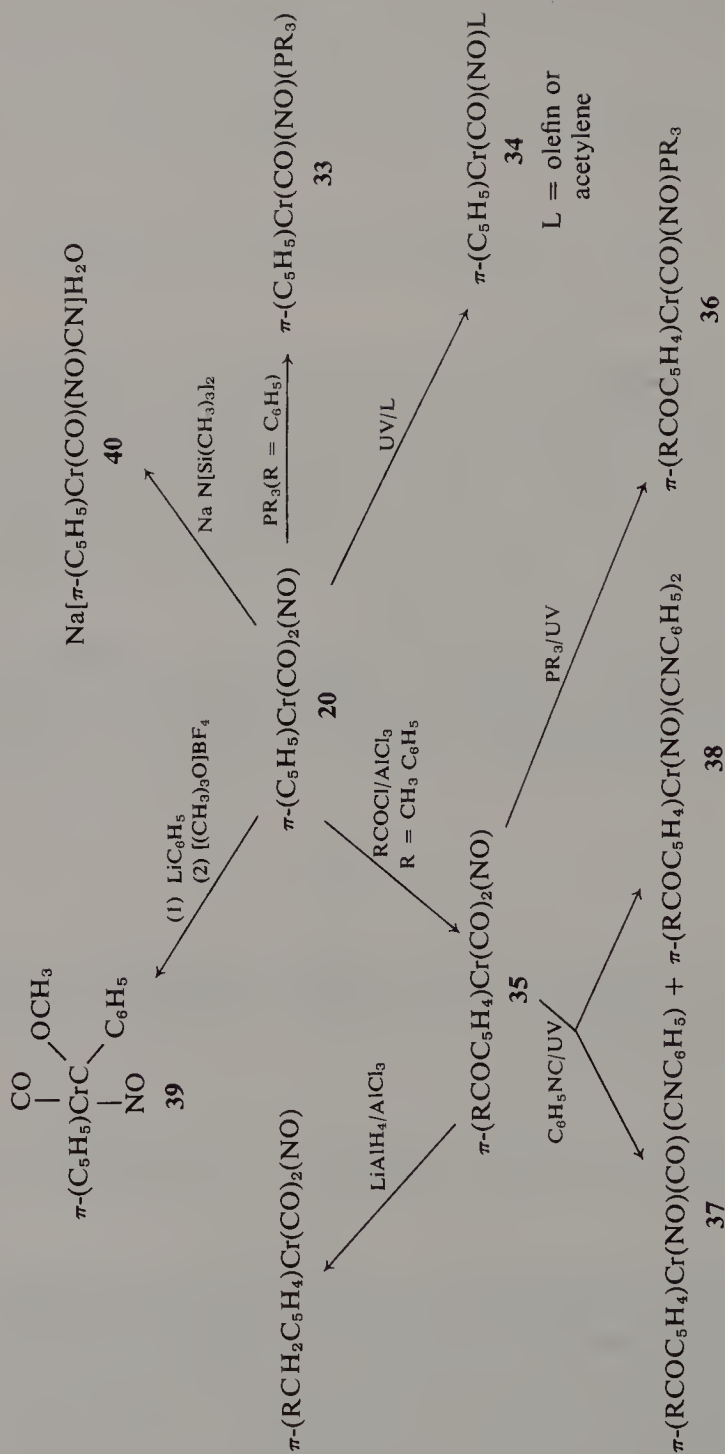 CO
OCH₃
π-(C₅H₅)CrC
C₆H₅
NO
39
Na[π-(C₅H₅)Cr(CO)(NO)CN]H₂O
40
(1) LiC₆H₅
(2) [(CH₃)₃O]BF₄
Na N[Si(CH₃)₃]₂
π-(C₅H₅)Cr(CO)₂(NO)
20
PR₃(R = C₆H₅)
π-(C₅H₅)Cr(CO)(NO)(PR₃)
33
UV/L
π-(C₅H₅)Cr(CO)(NO)L
34
L = olefin or
acetylene
RCOCl/AlCl₃
R = CH₃ C₆H₅
π-(RCH₂C₅H₄)Cr(CO)₂(NO)
LiAlH₄/AlCl₃
π-(RCOC₅H₄)Cr(CO)₂(NO)
35
PR₃/UV
π-(RCOC₅H₄)Cr(CO)(NO)PR₃
36
C₆H₅NC/UV
π-(RCOC₅H₄)Cr(NO)(CO)(CNC₆H₅) + π-(RCOC₅H₄)Cr(NO)(CNC₆H₅)₂
37 38